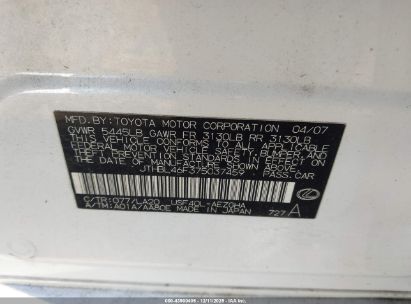 MFD. BY: TOYOTA MOTOR CORPORATION 04/07
GVWR 5445LB GAWR FR 3130LB RR 3130LB
THIS VEHICLE CONFORMS TO ALL APPLICABLE
FEDERAL MOTOR VEHICLE SAFETY, BUMPER, AND
THEFT PREVENTION STANDARDS IN EFFECT ON
THE DATE OF MANUFACTURE SHOWN ABOVE.
JTHBL46F375037459 PASS.CAR
C/TR: 077/LA20 USF40L-AEZGHA
A/TM: A01A/AA80E MADE IN JAPAN 727 A